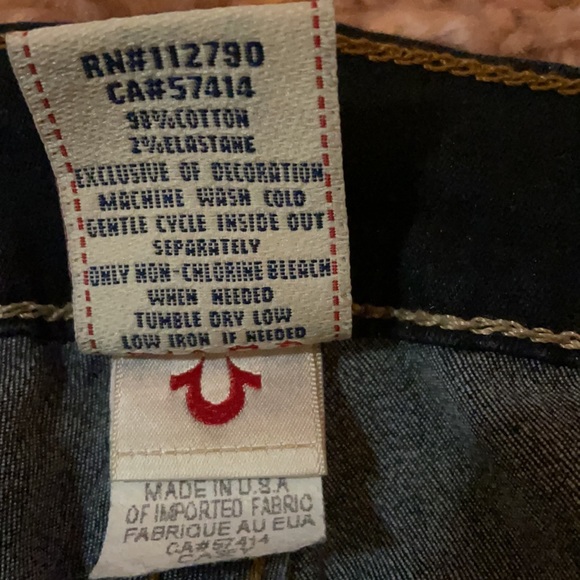 RN#112790
CA#57414
98%COTTON
2%ELASTANE
EXCLUSIVE OF DECORATION
MACHINE WASH COLD
GENTLE CYCLE INSIDE OUT
SEPARATELY
ONLY NON-CHLORINE BLEACH
WHEN NEEDED
TUMBLE DRY LOW
LOW IRON IF NEEDED
MADE IN U.S.A
OF IMPORTED FABRIC
FABRIQUE AU EUA
CA#57414